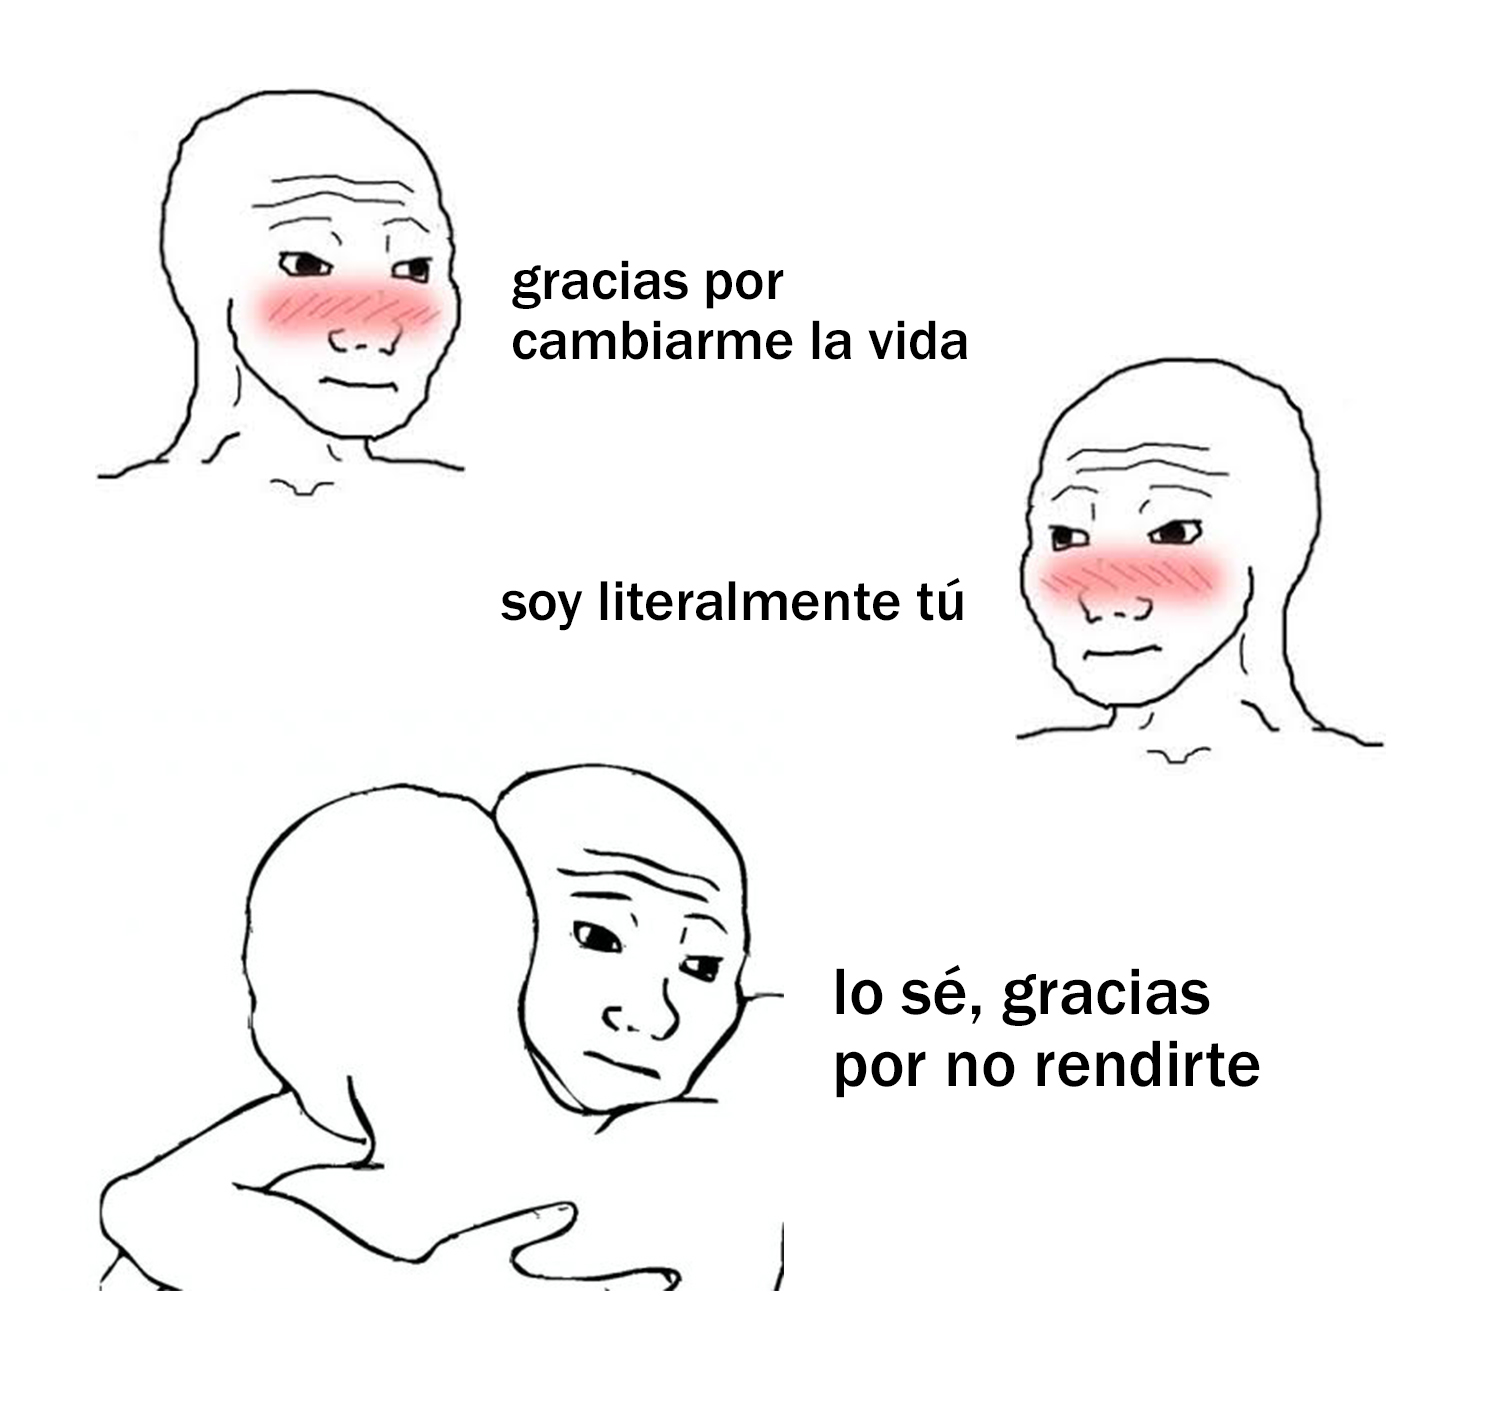 gracias por
cambiarme la vida
soy literalmente tú
lo sé, gracias
por no rendirte